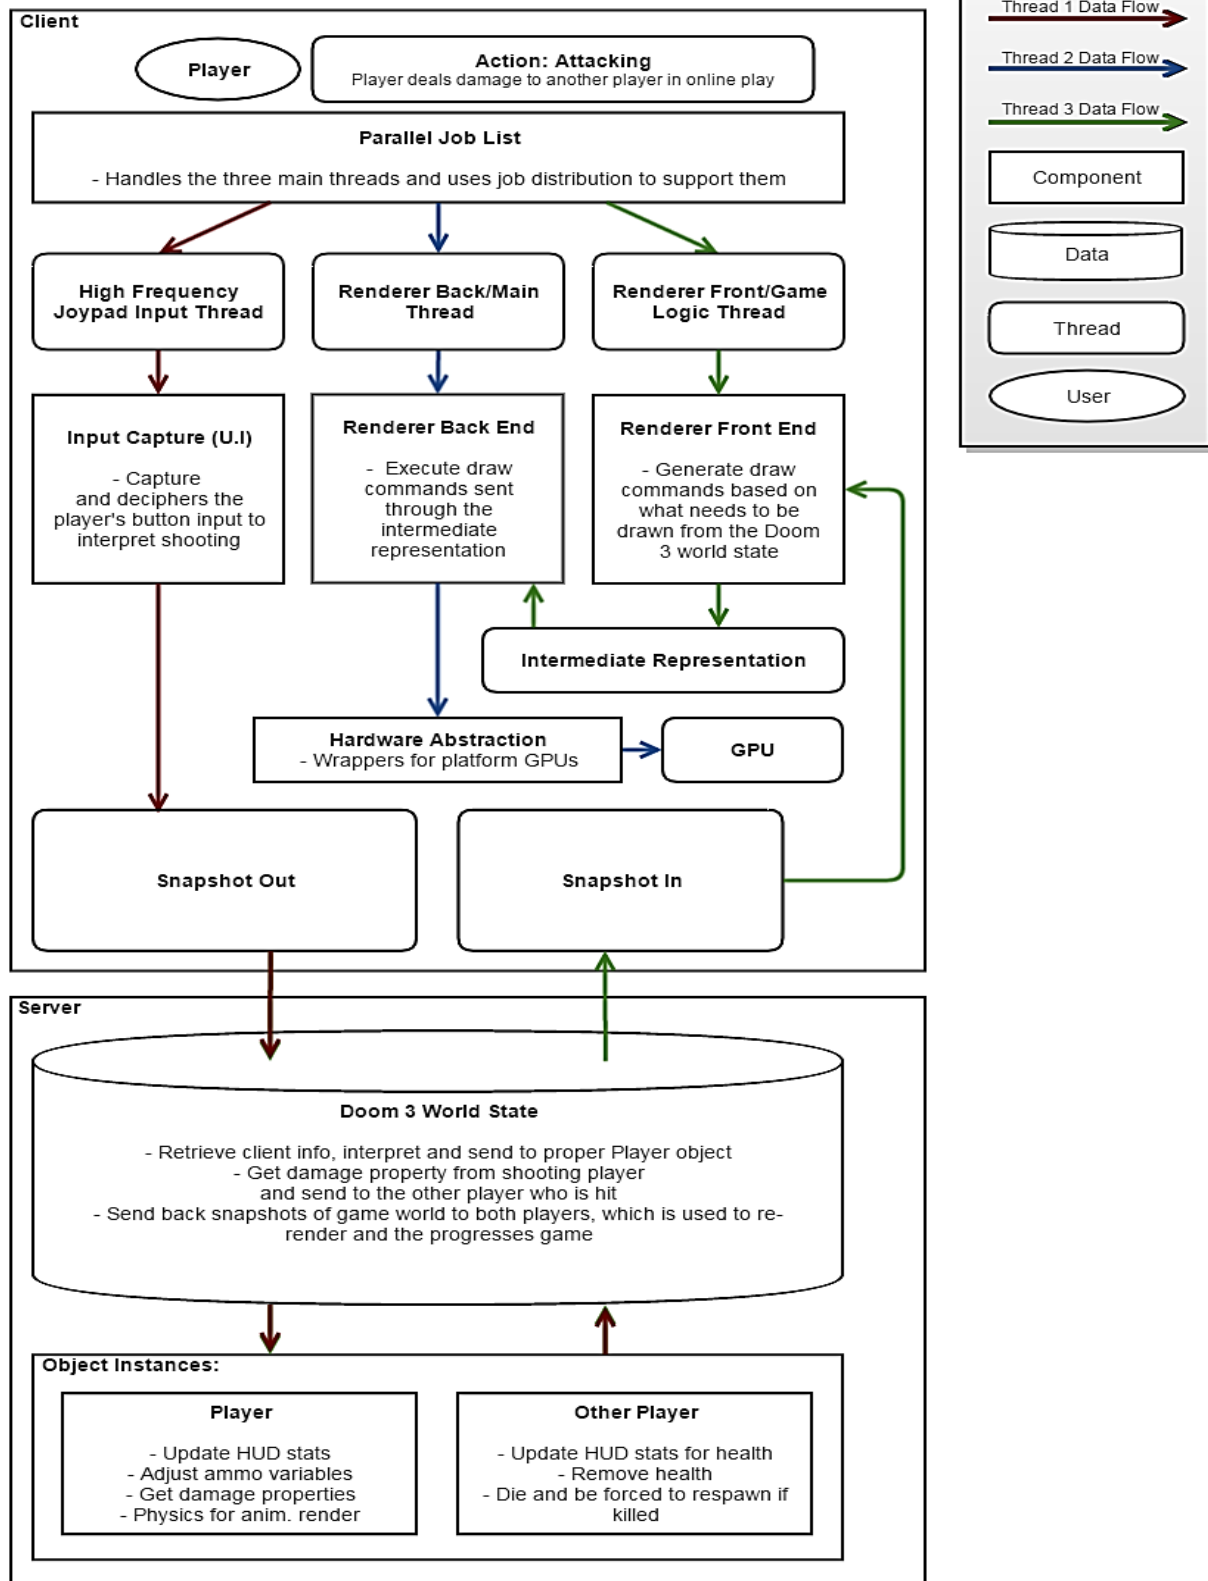 Client
Player
Action: Attacking
Player deals damage to another player in online play
Parallel Job List
- Handles the three main threads and uses job distribution to support them
High Frequency
Joypad Input Thread
Renderer Back/Main
Thread
Renderer Front/Game
Logic Thread
Input Capture (U.I)
- Capture
and deciphers the
player's button input to
interpret shooting
Renderer Back End
- Execute draw
commands sent
through the
intermediate
representation
Renderer Front End
- Generate draw
commands based on
what needs to be
drawn from the Doom
3 world state
Intermediate Representation
Hardware Abstraction
- Wrappers for platform GPUs
GPU
Snapshot Out
Snapshot In
Server
Doom 3 World State
- Retrieve client info, interpret and send to proper Player object
- Get damage property from shooting player
and send to the other player who is hit
- Send back snapshots of game world to both players, which is used to re-
render and the progresses game
Object Instances:
Player
- Update HUD stats
- Adjust ammo variables
- Get damage properties
- Physics for anim. render
Other Player
- Update HUD stats for health
- Remove health
- Die and be forced to respawn if
killed
Thread 1 Data Flow
Thread 2 Data Flow
Thread 3 Data Flow
Component
Data
Thread
User